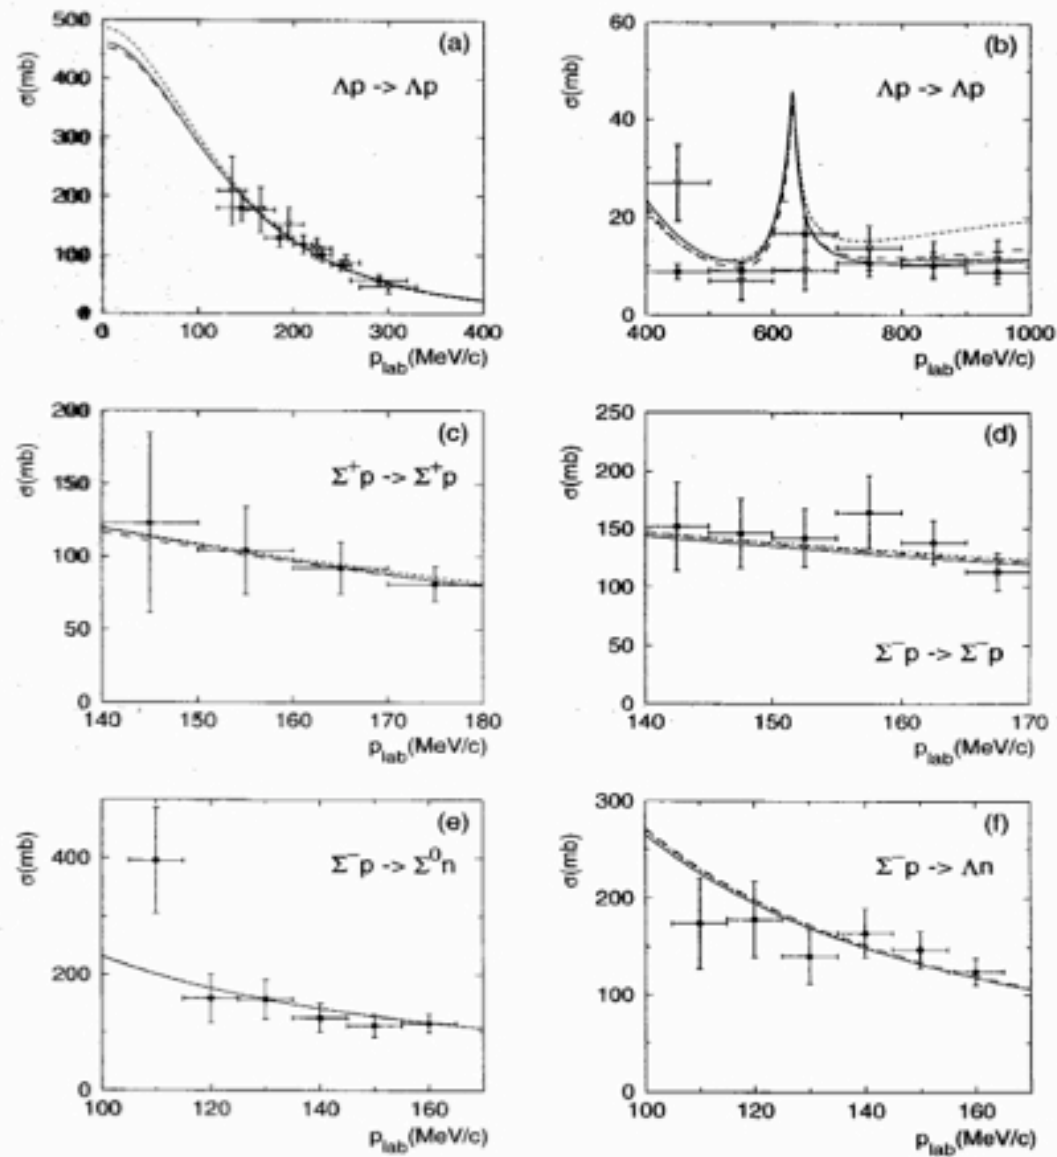 (a)
Λp -> Λp
σ(mb)
500
400
300
200
100
0
0 100 200 300 400
p_lab(MeV/c)
(b)
Λp -> Λp
σ(mb)
60
40
20
0
400 600 800 1000
p_lab(MeV/c)
(c)
Σ⁺p -> Σ⁺p
σ(mb)
200
150
100
50
0
140 150 160 170 180
p_lab(MeV/c)
(d)
Σ⁻p -> Σ⁻p
σ(mb)
250
200
150
100
50
0
140 150 160 170
p_lab(MeV/c)
(e)
Σ⁻p -> Σ⁰n
σ(mb)
400
200
0
100 120 140 160
p_lab(MeV/c)
(f)
Σ⁻p -> Λn
σ(mb)
300
200
100
0
100 120 140 160
p_lab(MeV/c)